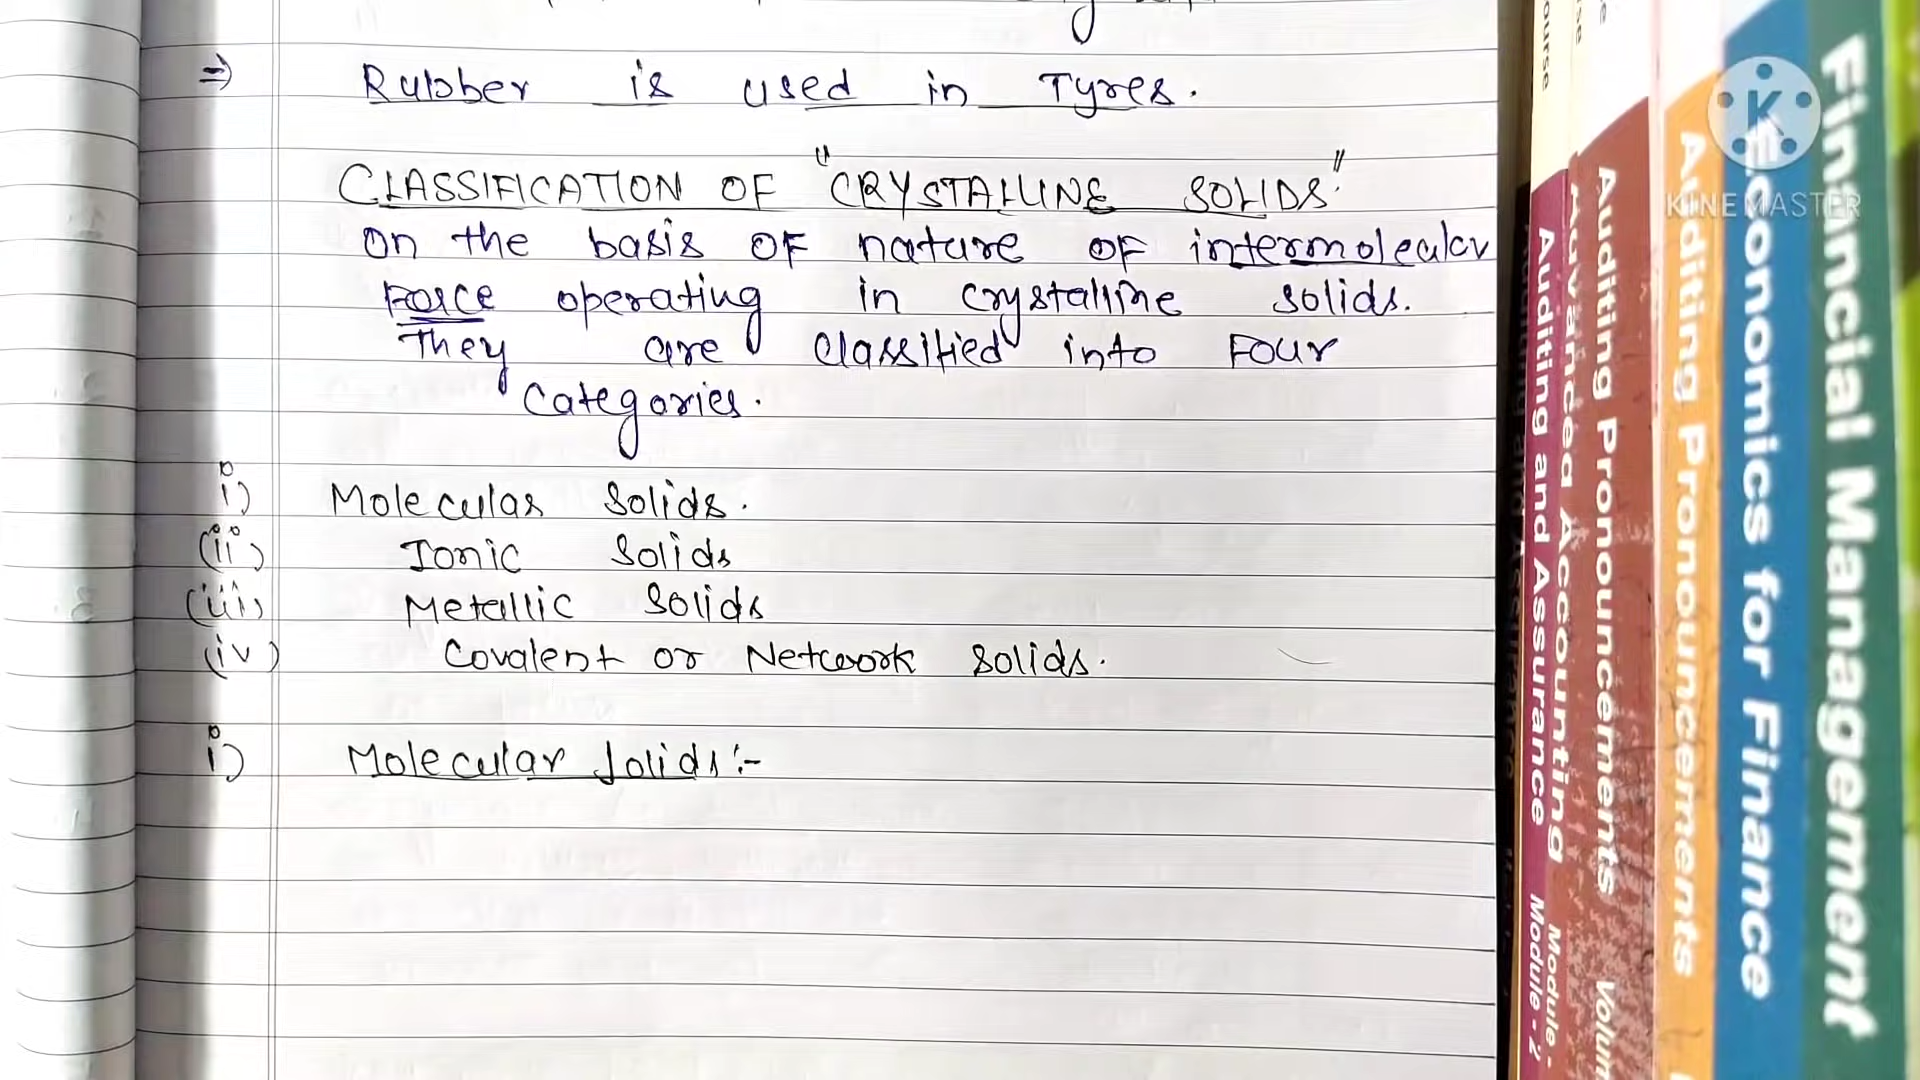 ⇒ Rubber is used in Tyres.
CLASSIFICATION OF "CRYSTALLINE SOLIDS".
On the basis OF nature OF intermolecular
Force operating in crystalline solids.
They are classified into Four
Categories.
i) Molecular Solids.
(ii) Ionic Solids
(iii) Metallic Solids
(iv) Covalent or Network Solids.
i) Molecular Solids :-
Auditing and Assurance Module - 2
Advanced Accounting Module -
Auditing Pronouncements Volum
Auditing Pronouncements
Economics for Finance
Financial Management
K
KINEMASTER